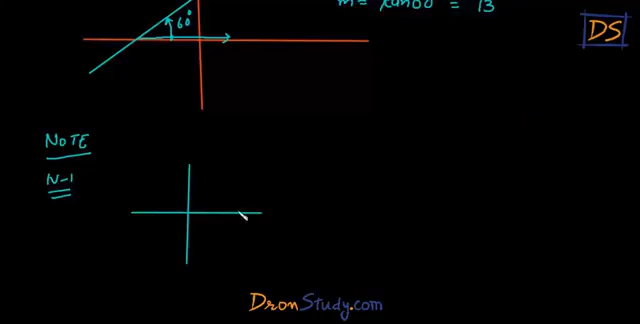 m = tan60° = √3
DS
60°
NOTE
N-1
DronStudy.com